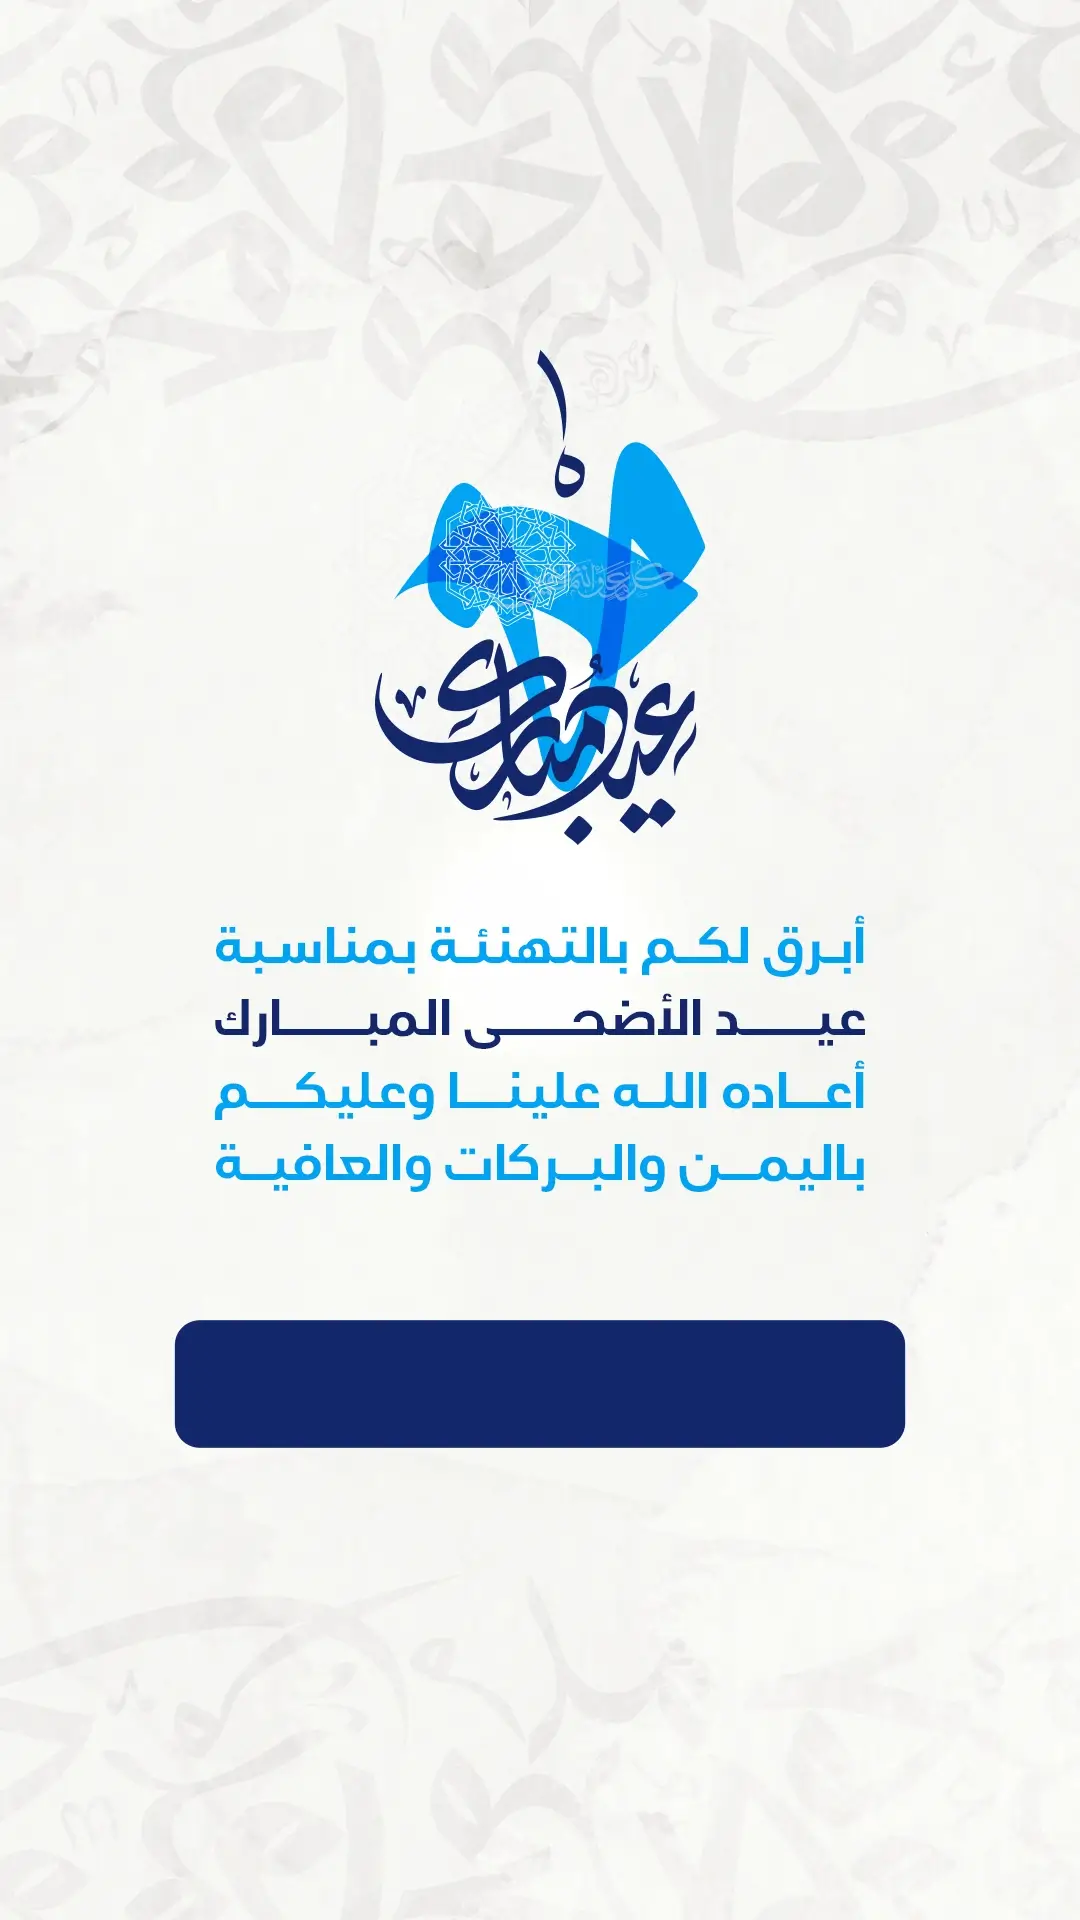 عيد مبارك
أبرق لكم بالتهنئة بمناسبة
عيد الأضحى المبارك
أعاده الله علينا وعليكم
باليمن والبركات والعافية